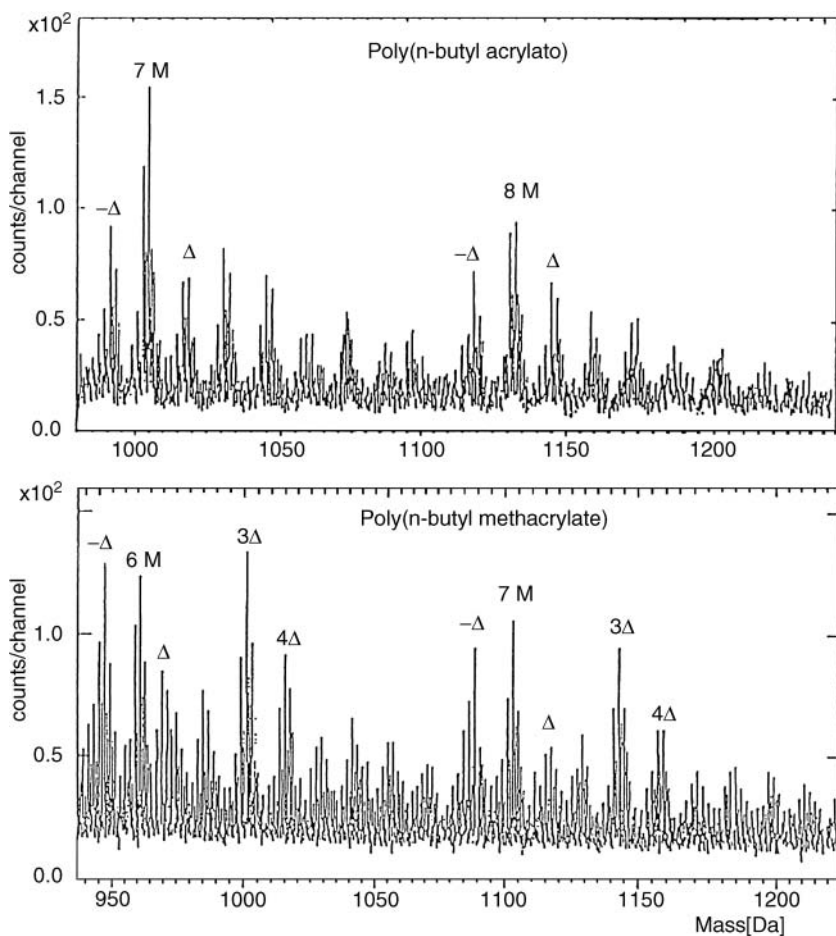 x10²
Poly(n-butyl acrylato)
7 M
1.5
8 M
1.0
−Δ
Δ
−Δ
Δ
0.5
0.0
counts/channel
1000
1050
1100
1150
1200
x10²
Poly(n-butyl methacrylate)
−Δ
6 M
3Δ
7 M
−Δ
3Δ
1.0
Δ
4Δ
Δ
4Δ
0.5
0.0
counts/channel
950
1000
1050
1100
1150
1200
Mass[Da]